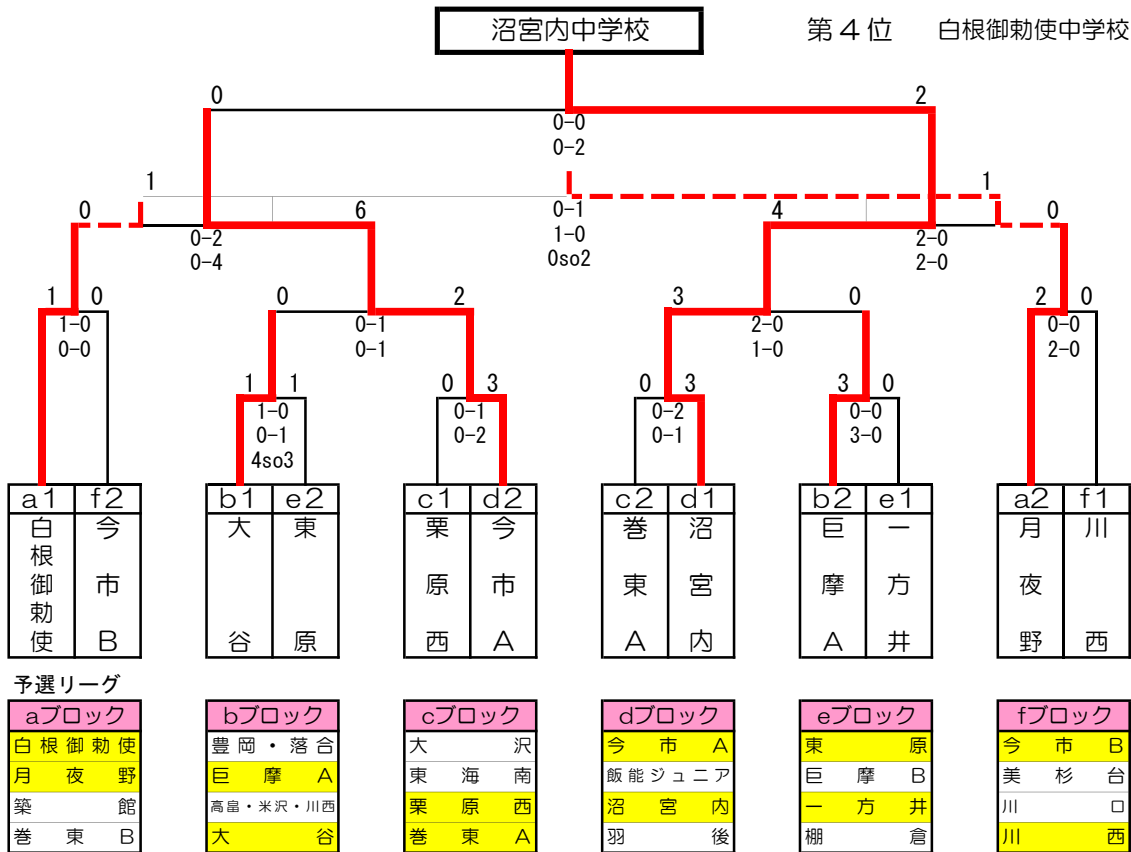 沼宮内中学校 第4位 白根御勅使中学校
0 2
0-0
0-2
1 1
0 6 0-1 4 0
0-2 1-0 2-0
0-4 0so2 2-0
1 0 0 2 3 0 2 0
1-0 0-1 2-0 0-0
0-0 0-1 1-0 2-0
1 1 0 3 0 3 3 0
1-0 0-1 0-2 0-0
0-1 0-2 0-1 3-0
4so3
a1 f2 b1 e2 c1 d2 c2 d1 b2 e1 a2 f1
白根御勅使 今市B 大谷 東原 栗原西 今市A 巻東A 沼宮内 巨摩A 一方井 月夜野 川西
予選リーグ
aブロック bブロック cブロック dブロック eブロック fブロック
白根御勅使 豊岡・落合 大沢 今市A 東原 今市B
月夜野 巨摩A 東海南 飯能ジュニア 巨摩B 美杉台
築館 高畠・米沢・川西 栗原西 沼宮内 一方井 川口
巻東B 大谷 巻東A 羽後 棚倉 川西